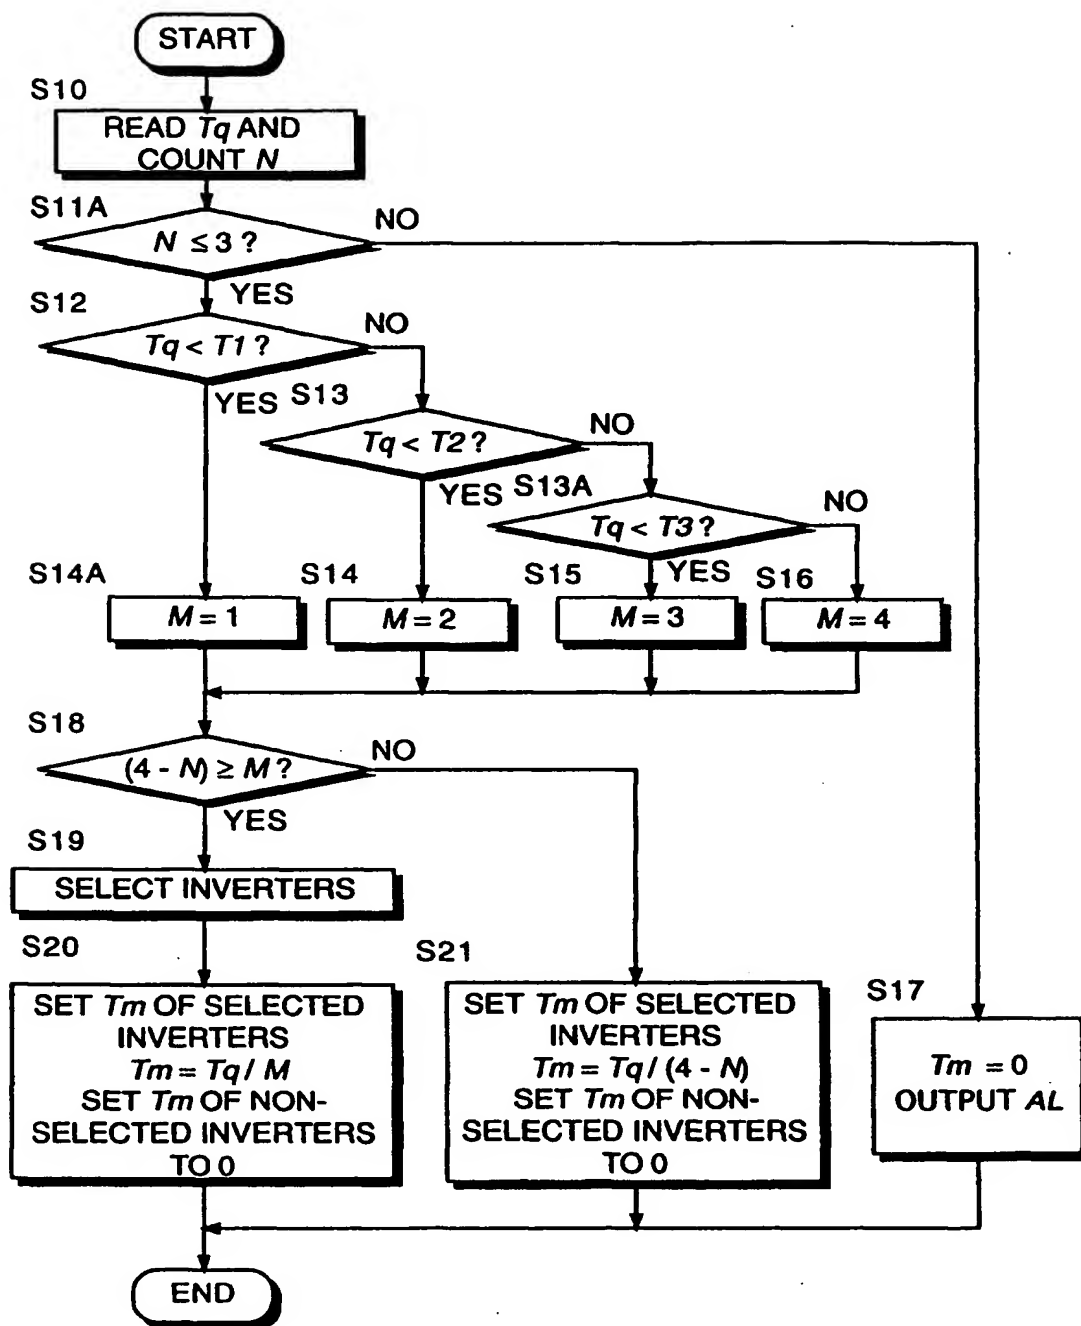 START
S10
READ Tq AND
COUNT N
S11A
N ≤ 3 ?
NO
YES
S12
Tq < T1 ?
NO
YES
S13
Tq < T2 ?
NO
YES
S13A
Tq < T3 ?
NO
YES
S14A
M = 1
S14
M = 2
S15
M = 3
S16
M = 4
S18
(4 - N) ≥ M ?
NO
YES
S19
SELECT INVERTERS
S20
SET Tm OF SELECTED
INVERTERS
Tm = Tq / M
SET Tm OF NON-
SELECTED INVERTERS
TO 0
S21
SET Tm OF SELECTED
INVERTERS
Tm = Tq / (4 - N)
SET Tm OF NON-
SELECTED INVERTERS
TO 0
S17
Tm = 0
OUTPUT AL
END